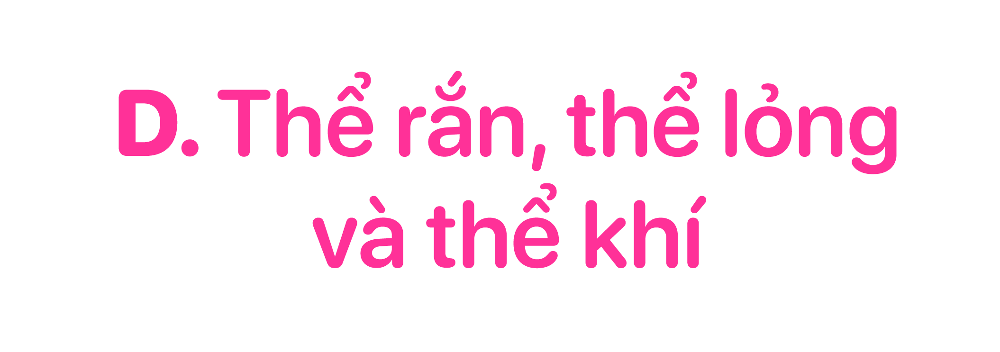 D. Thể rắn, thể lỏng
và thể khí